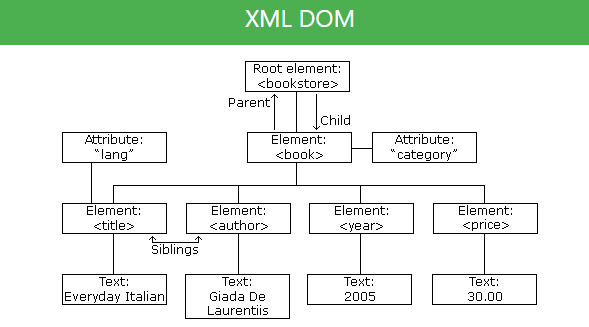 XML DOM
Root element:
<bookstore>
Parent
Child
Attribute:
“lang”
Element:
<book>
Attribute:
“category”
Element:
<title>
Element:
<author>
Element:
<year>
Element:
<price>
Siblings
Text:
Everyday Italian
Text:
Giada De
Laurentiis
Text:
2005
Text:
30.00